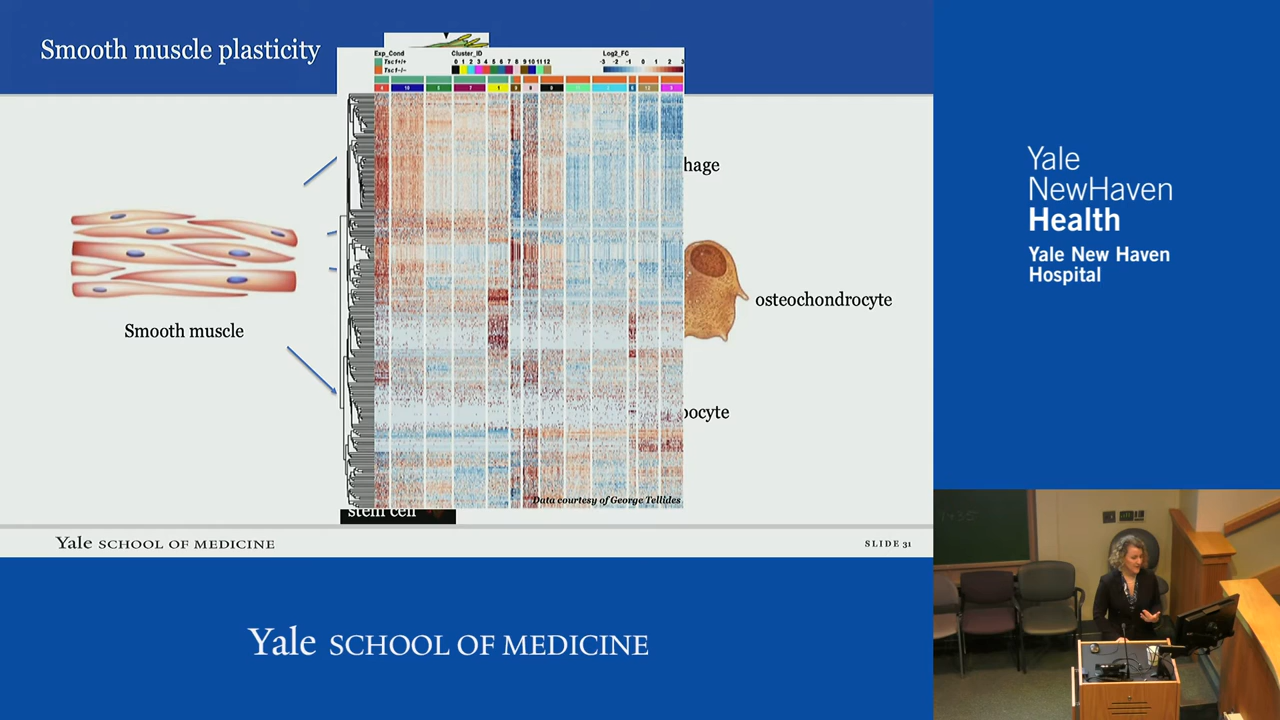 Smooth muscle plasticity
Exp_Cond
Tsc1+/+
Tsc1-/-
Cluster_ID
0 1 2 3 4 5 6 7 8 9 10 11 12
Log2_FC
-3 -2 -1 0 1 2 3
hage
osteochondrocyte
Smooth muscle
ocyte
Data courtesy of George Tellides
stem cell
Yale SCHOOL OF MEDICINE
SLIDE 31
Yale SCHOOL OF MEDICINE
Yale
NewHaven
Health
Yale New Haven
Hospital